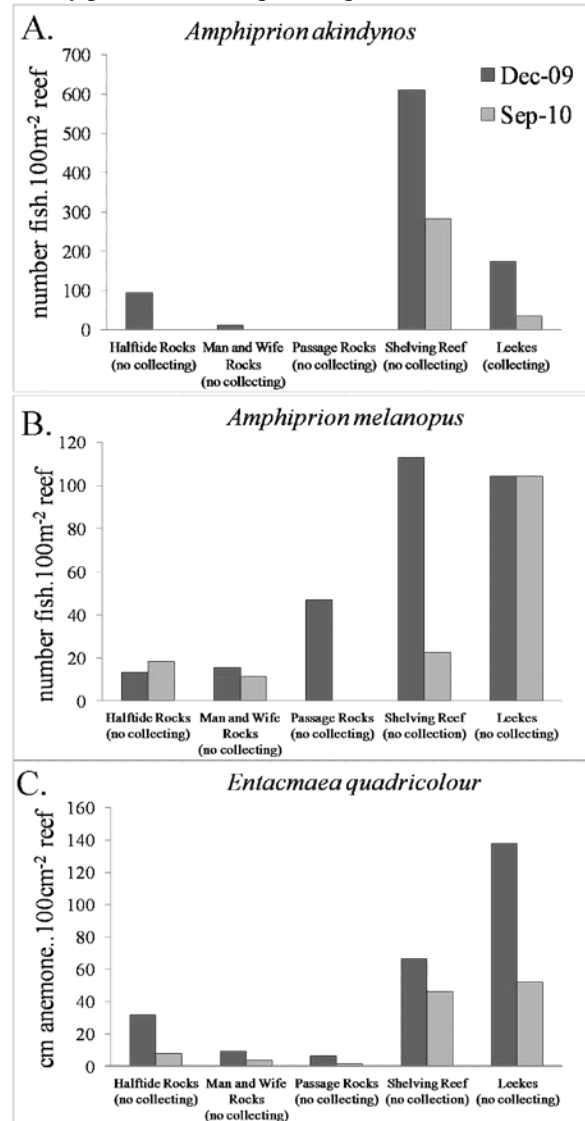 A.
Amphiprion akindynos
700
600
500
400
300
200
100
0
number fish.100m-2 reef
Dec-09
Sep-10
Halftide Rocks
(no collecting)
Man and Wife
Rocks
(no collecting)
Passage Rocks
(no collecting)
Shelving Reef
(no collecting)
Leekes
(collecting)
B.
Amphiprion melanopus
120
100
80
60
40
20
0
number fish.100m-2 reef
Halftide Rocks
(no collecting)
Man and Wife
Rocks
(no collecting)
Passage Rocks
(no collecting)
Shelving Reef
(no collection)
Leekes
(no collecting)
C.
Entacmaea quadricolour
160
140
120
100
80
60
40
20
0
cm anemone..100cm-2 reef
Halftide Rocks
(no collecting)
Man and Wife
Rocks
(no collecting)
Passage Rocks
(no collecting)
Shelving Reef
(no collection)
Leekes
(no collecting)